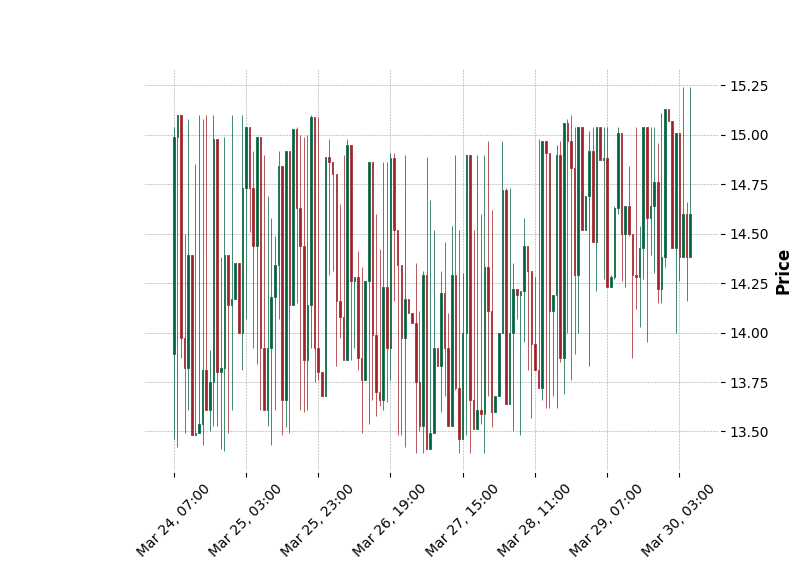 15.25
15.00
14.75
14.50
14.25
14.00
13.75
13.50
Price
Mar 24, 07:00
Mar 25, 03:00
Mar 25, 23:00
Mar 26, 19:00
Mar 27, 15:00
Mar 28, 11:00
Mar 29, 07:00
Mar 30, 03:00